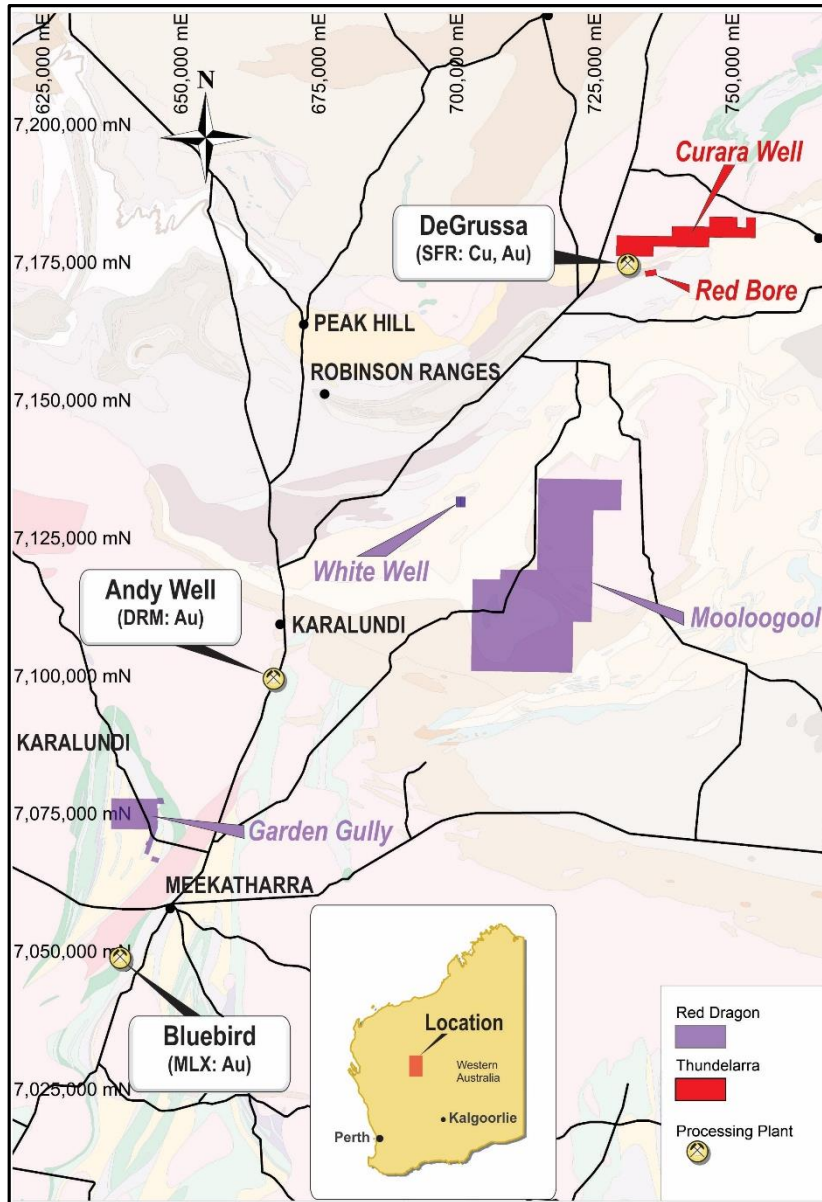 625,000 mE
650,000 mE
675,000 mE
700,000 mE
725,000 mE
750,000 mE
N
7,200,000 mN
Curara Well
DeGrussa
(SFR: Cu, Au)
7,175,000 mN
Red Bore
PEAK HILL
ROBINSON RANGES
7,150,000 mN
7,125,000 mN
White Well
Andy Well
(DRM: Au)
KARALUNDI
Mooloogool
7,100,000 mN
KARALUNDI
7,075,000 mN
Garden Gully
MEEKATHARRA
7,050,000 mN
Bluebird
(MLX: Au)
7,025,000 mN
Location
Western
Australia
Kalgoorlie
Perth
Red Dragon
Thundelarra
Processing Plant